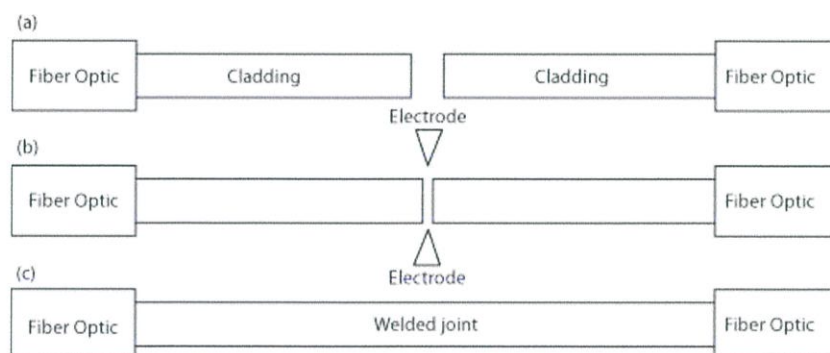 (a)
Fiber Optic Cladding Cladding Fiber Optic
Electrode
(b)
Fiber Optic Fiber Optic
Electrode
(c)
Fiber Optic Welded joint Fiber Optic